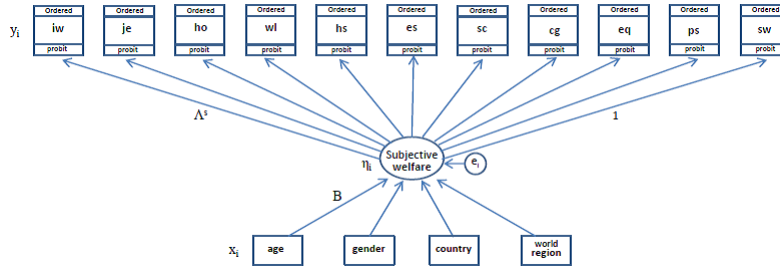 Ordered Ordered Ordered Ordered Ordered Ordered Ordered Ordered Ordered Ordered Ordered
yᵢ iw je ho wl hs es sc cg eq ps sw
probit probit probit probit probit probit probit probit probit probit probit
Λˢ 1
Subjective
ηᵢ welfare eᵢ
B
xᵢ age gender country world
region